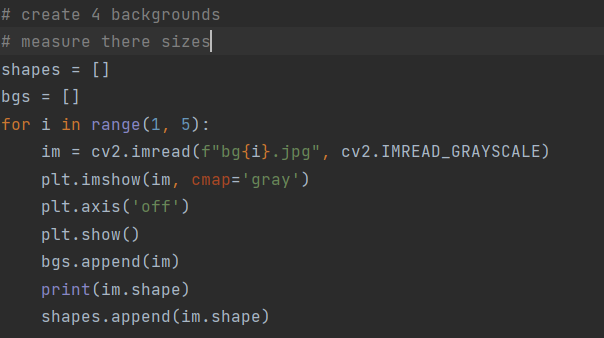 # create 4 backgrounds
# measure there sizes
shapes = []
bgs = []
for i in range(1, 5):
    im = cv2.imread(f"bg{i}.jpg", cv2.IMREAD_GRAYSCALE)
    plt.imshow(im, cmap='gray')
    plt.axis('off')
    plt.show()
    bgs.append(im)
    print(im.shape)
    shapes.append(im.shape)